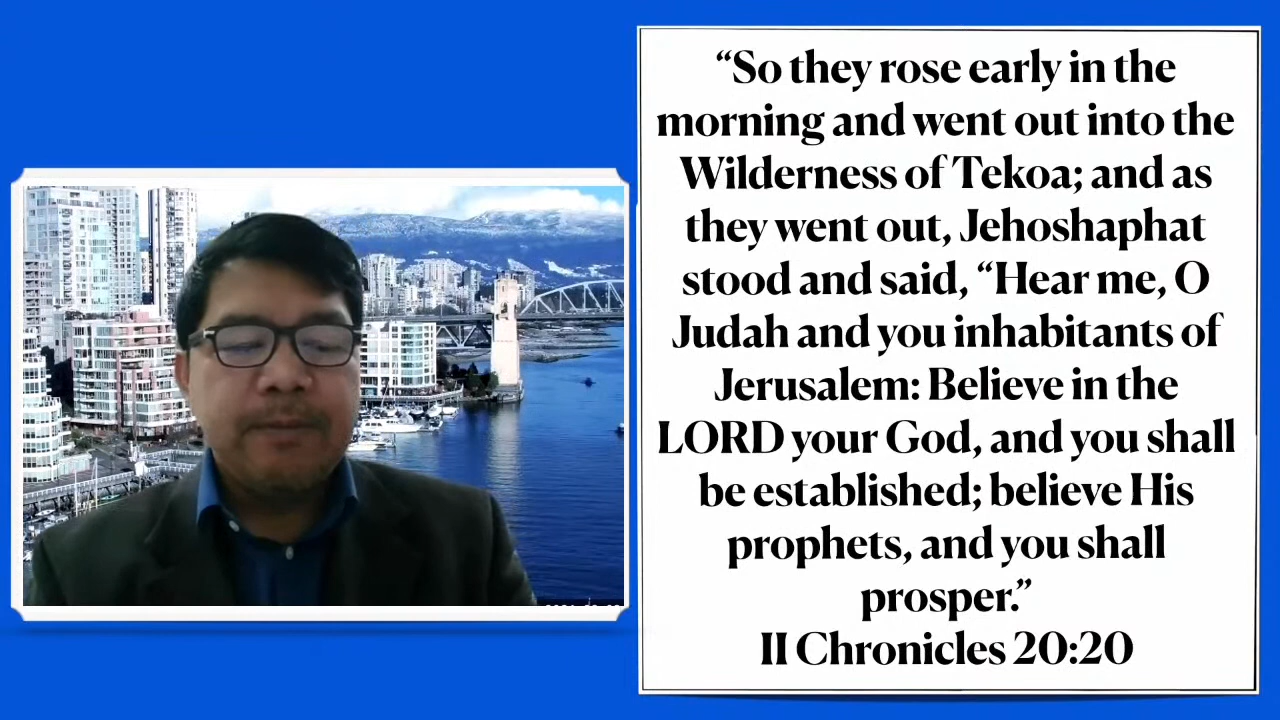 “So they rose early in the
morning and went out into the
Wilderness of Tekoa; and as
they went out, Jehoshaphat
stood and said, “Hear me, O
Judah and you inhabitants of
Jerusalem: Believe in the
LORD your God, and you shall
be established; believe His
prophets, and you shall
prosper.”
II Chronicles 20:20